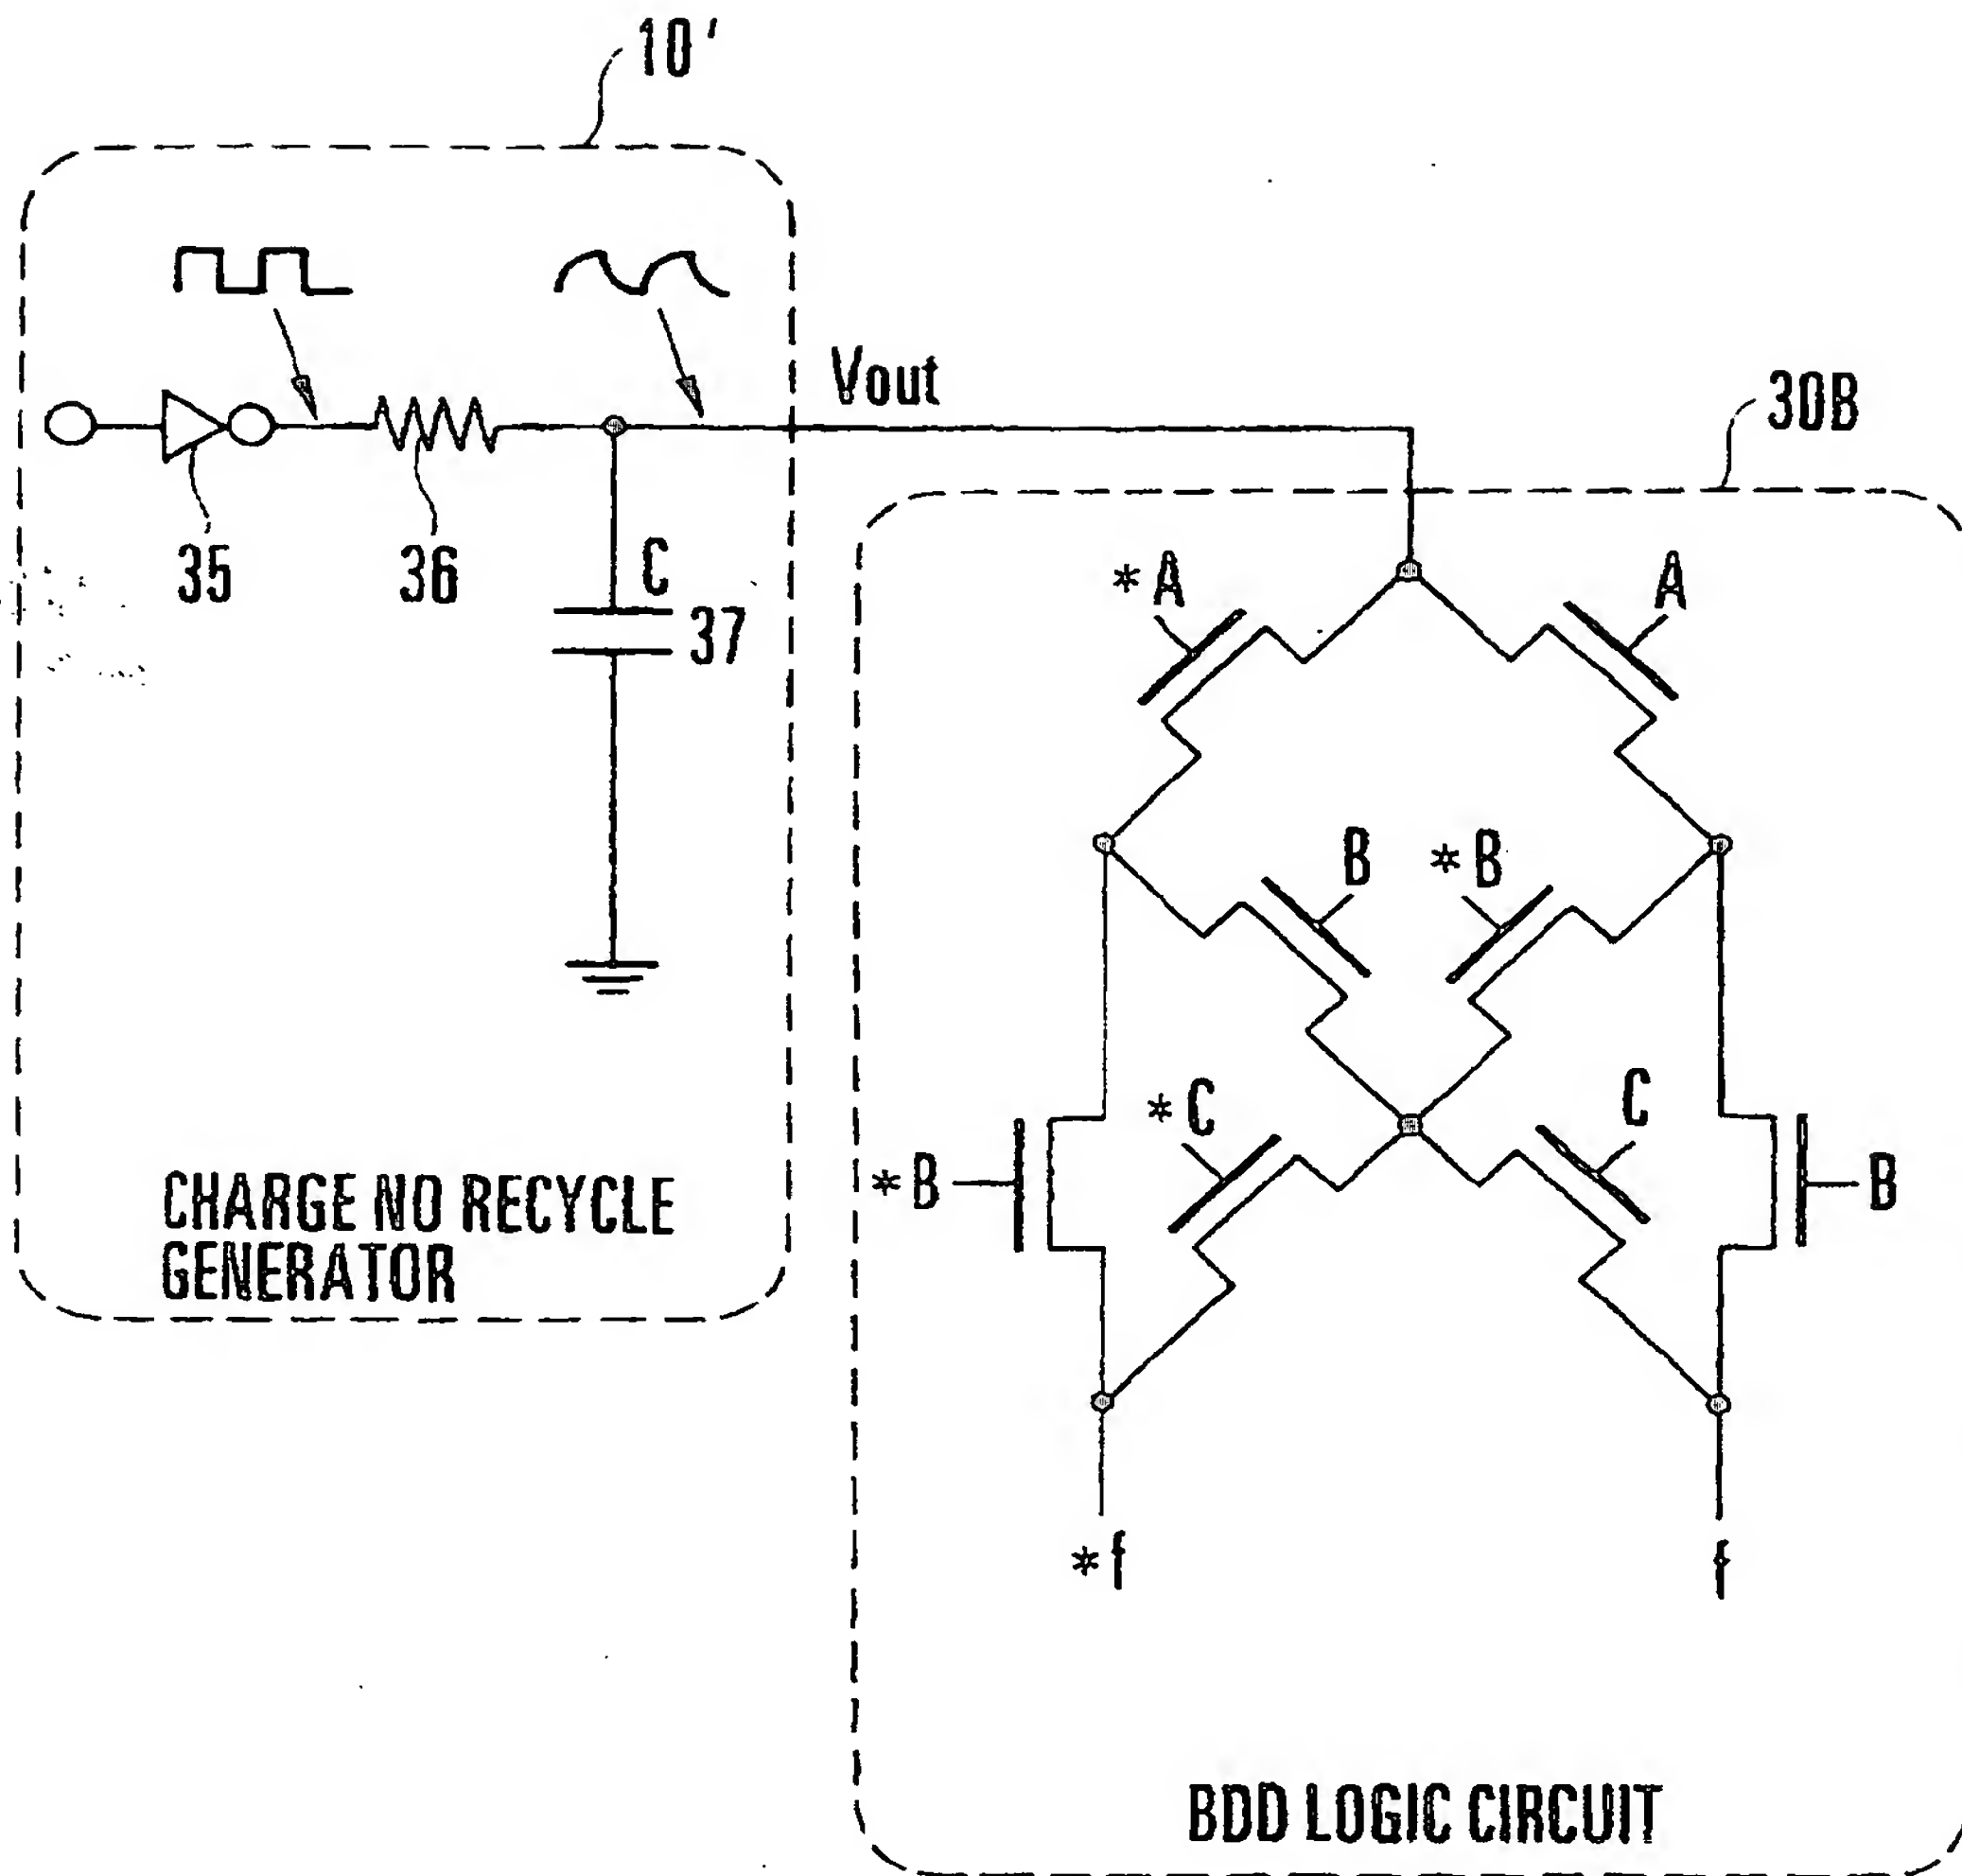 10'
Vout
30B
35
36
C
37
*A
A
B
*B
*C
C
*B
B
CHARGE NO RECYCLE
GENERATOR
*f
f
BDD LOGIC CIRCUIT